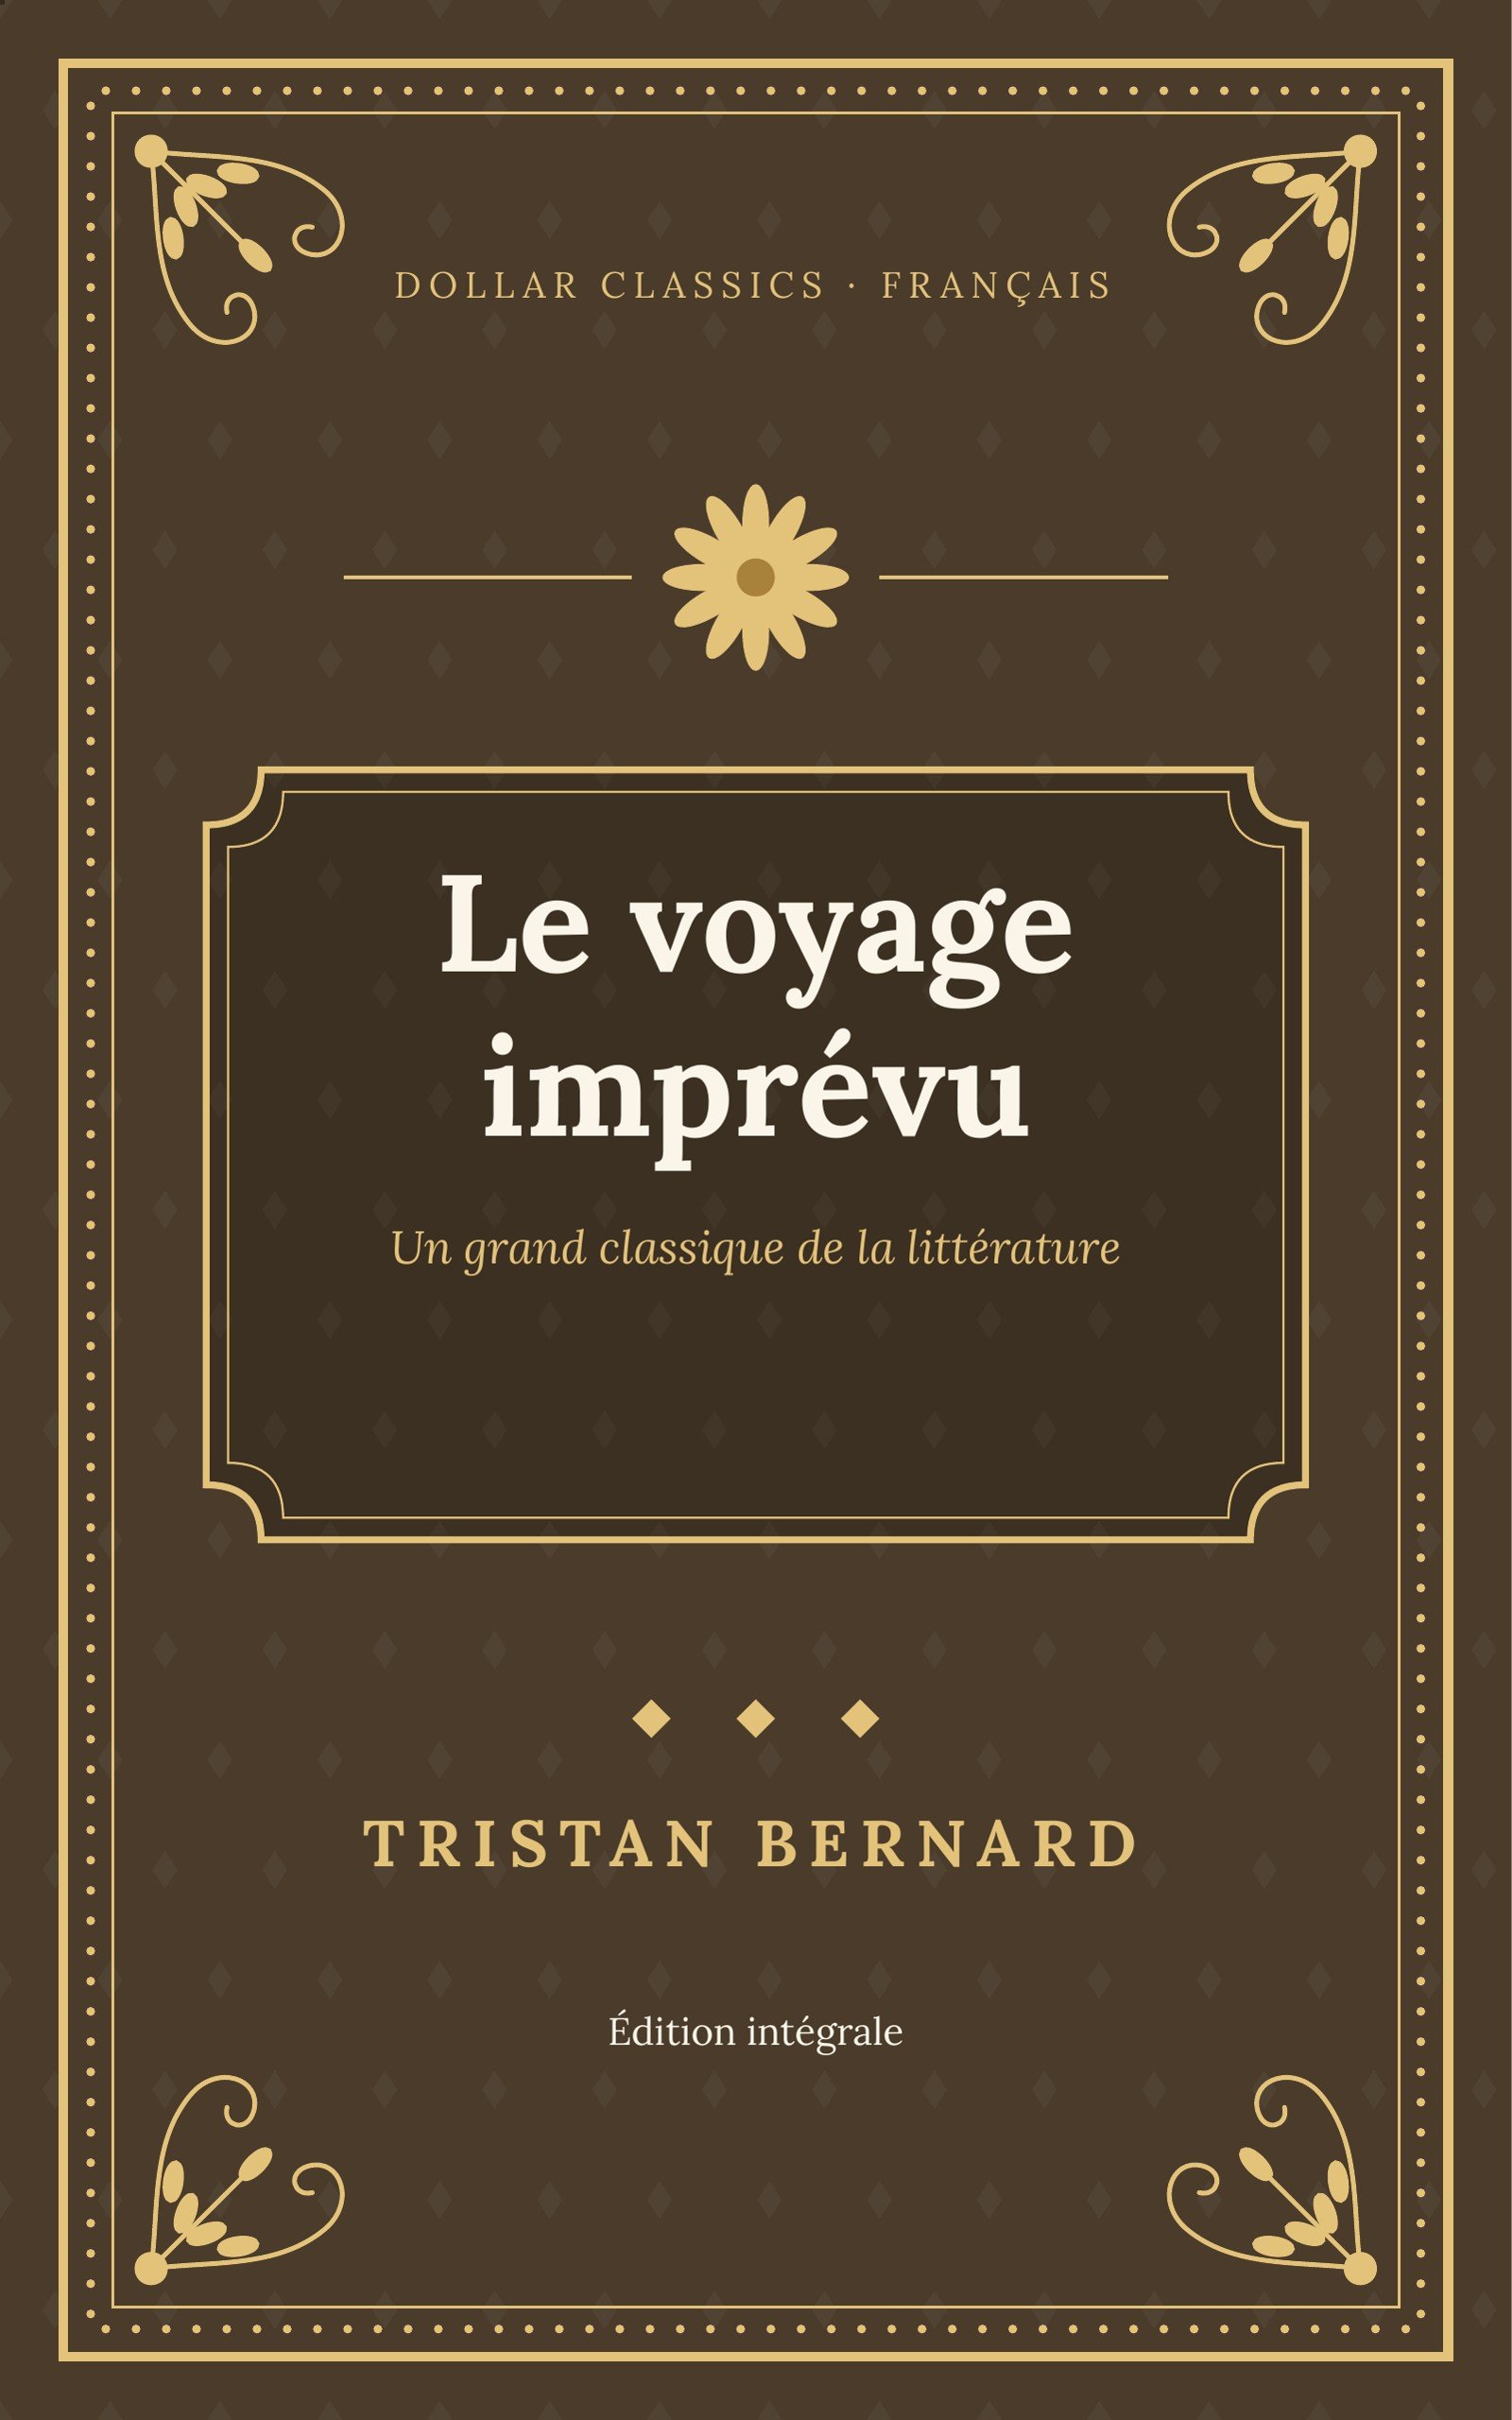 DOLLAR CLASSICS · FRANÇAIS
Le voyage
imprévu
Un grand classique de la littérature
TRISTAN BERNARD
Édition intégrale